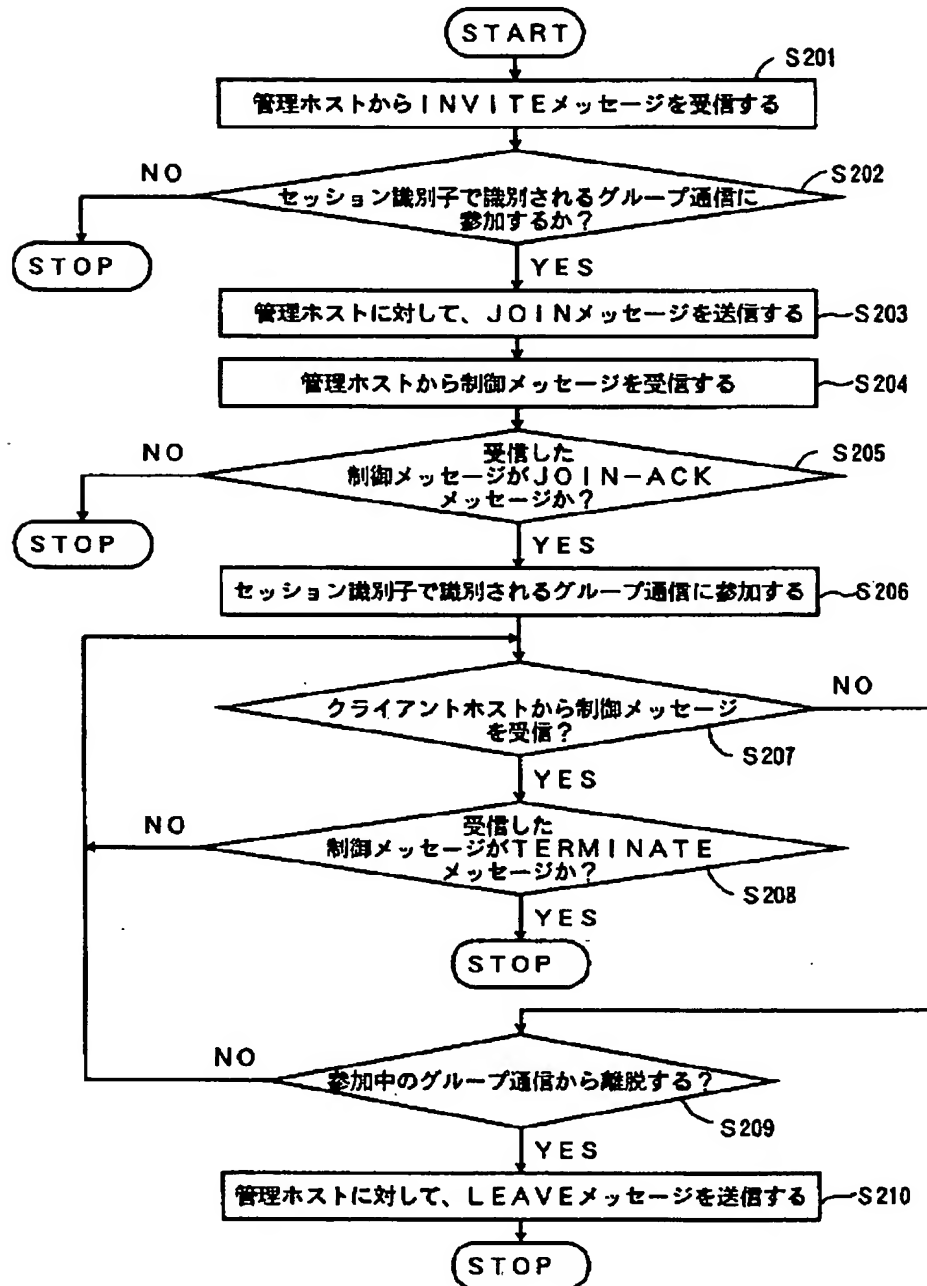 START
S201
管理ホストからINVITEメッセージを受信する
NO
S202
セッション識別子で識別されるグループ通信に
参加するか?
STOP
YES
管理ホストに対して、JOINメッセージを送信する
S203
管理ホストから制御メッセージを受信する
S204
NO
受信した
S205
制御メッセージがJOIN-ACK
メッセージか?
STOP
YES
セッション識別子で識別されるグループ通信に参加する
S206
NO
クライアントホストから制御メッセージ
を受信?
S207
YES
NO
受信した
制御メッセージがTERMINATE
メッセージか?
S208
YES
STOP
NO
参加中のグループ通信から離脱する?
S209
YES
管理ホストに対して、LEAVEメッセージを送信する
S210
STOP